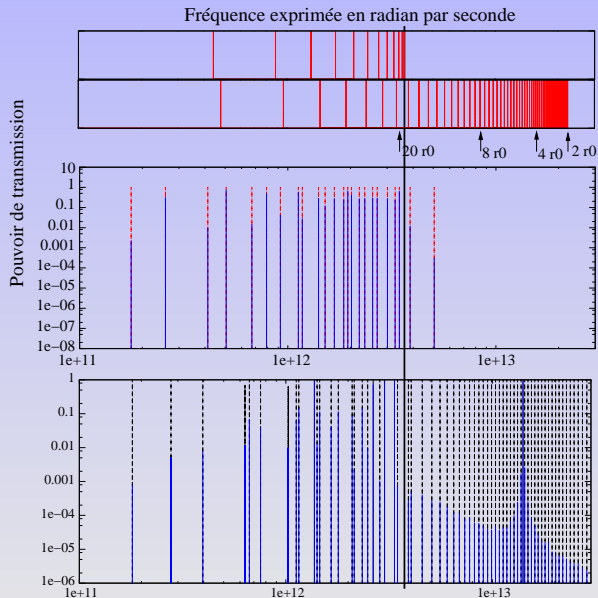 Fréquence exprimée en radian par seconde
20 r0
8 r0
4 r0
2 r0
Pouvoir de transmission
10
1
0.1
0.01
0.001
1e−04
1e−05
1e−06
1e−07
1e−08
1e+11
1e+12
1e+13
1
0.1
0.01
0.001
1e−04
1e−05
1e−06
1e+11
1e+12
1e+13